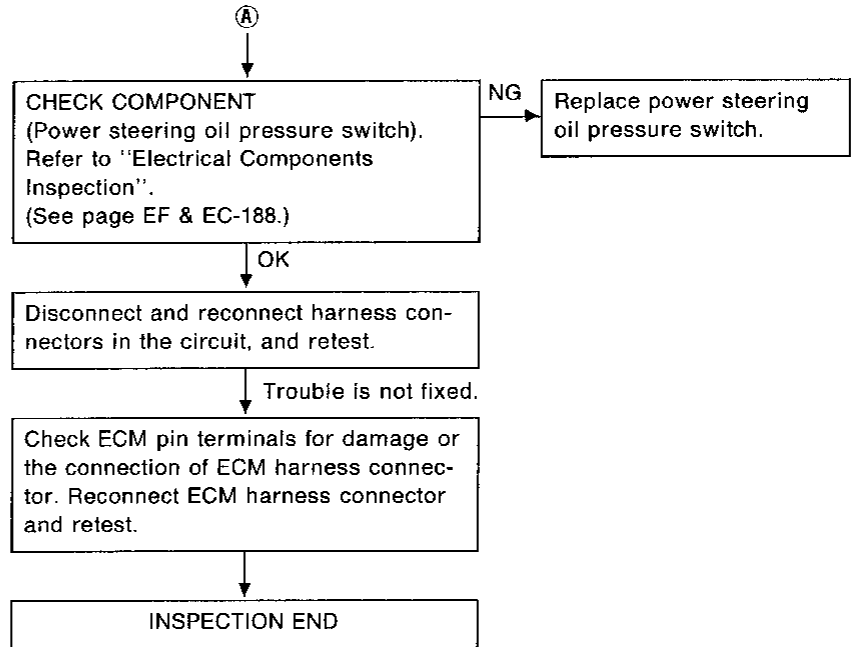 A
CHECK COMPONENT
(Power steering oil pressure switch).
Refer to "Electrical Components
Inspection".
(See page EF & EC-188.)
NG
Replace power steering
oil pressure switch.
OK
Disconnect and reconnect harness con-
nectors in the circuit, and retest.
Trouble is not fixed.
Check ECM pin terminals for damage or
the connection of ECM harness connec-
tor. Reconnect ECM harness connector
and retest.
INSPECTION END